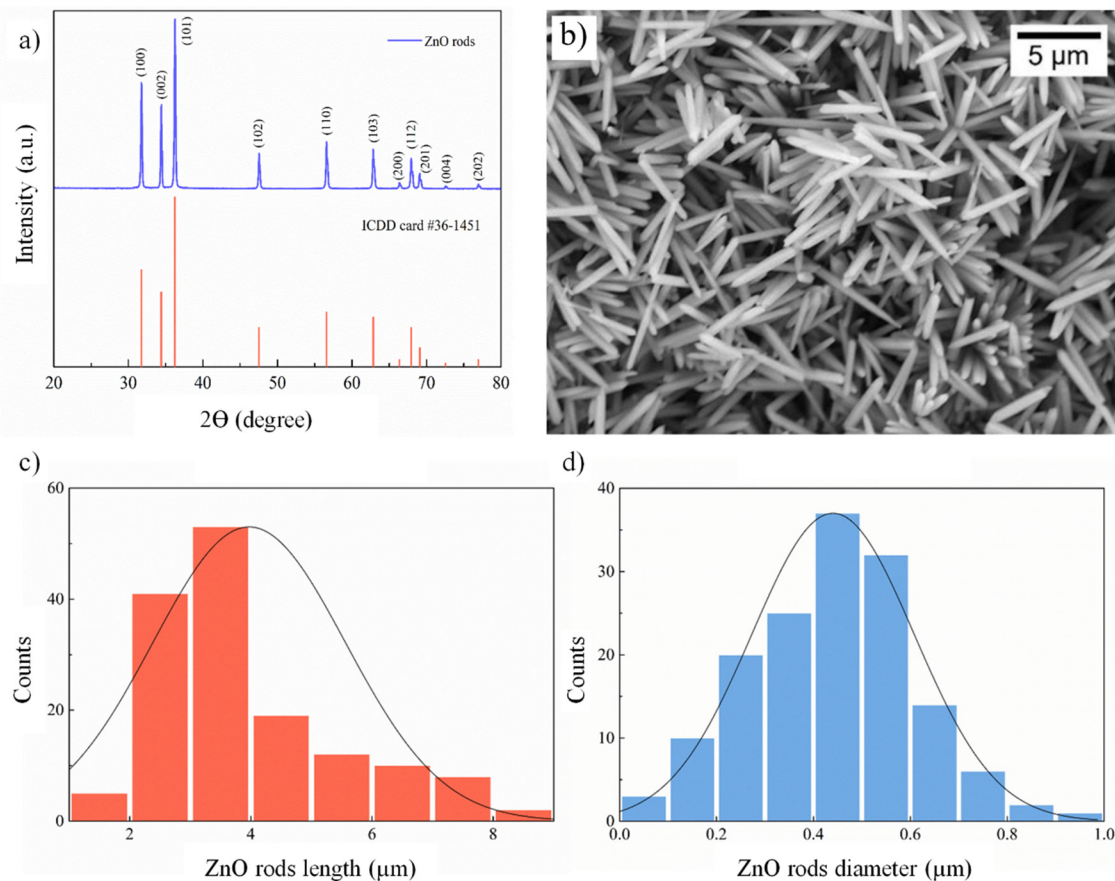 a)
ZnO rods
(100)
(002)
(101)
(102)
(110)
(103)
(200)
(112)
(201)
(004)
(202)
ICDD card #36-1451
Intensity (a.u.)
20 30 40 50 60 70 80
2Θ (degree)
b)
5 µm
c)
60
40
20
0
Counts
2 4 6 8
ZnO rods length (µm)
d)
40
30
20
10
0
Counts
0.0 0.2 0.4 0.6 0.8 1.0
ZnO rods diameter (µm)